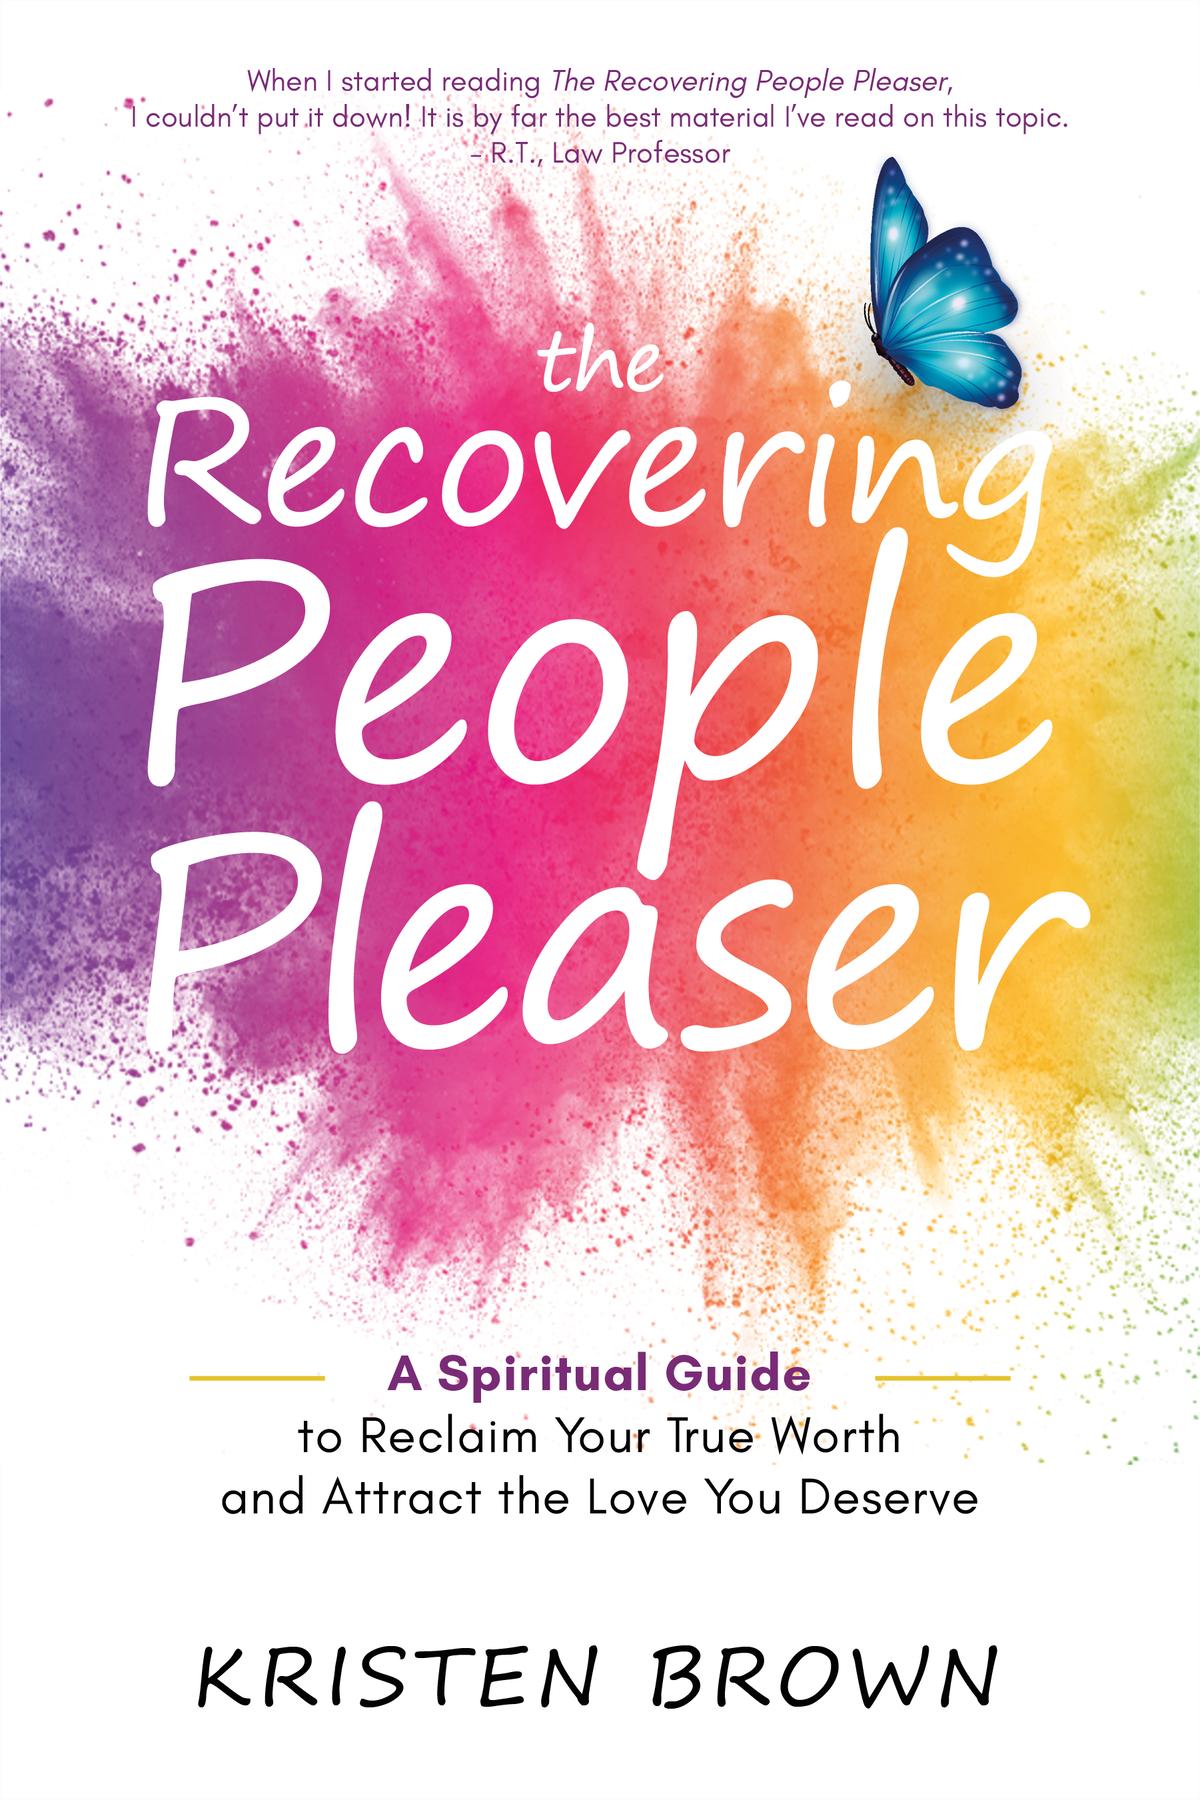 When I started reading The Recovering People Pleaser,
I couldn't put it down! It is by far the best material I've read on this topic.
- R.T., Law Professor
the
Recovering
People
Pleaser
A Spiritual Guide
to Reclaim Your True Worth
and Attract the Love You Deserve
KRISTEN BROWN